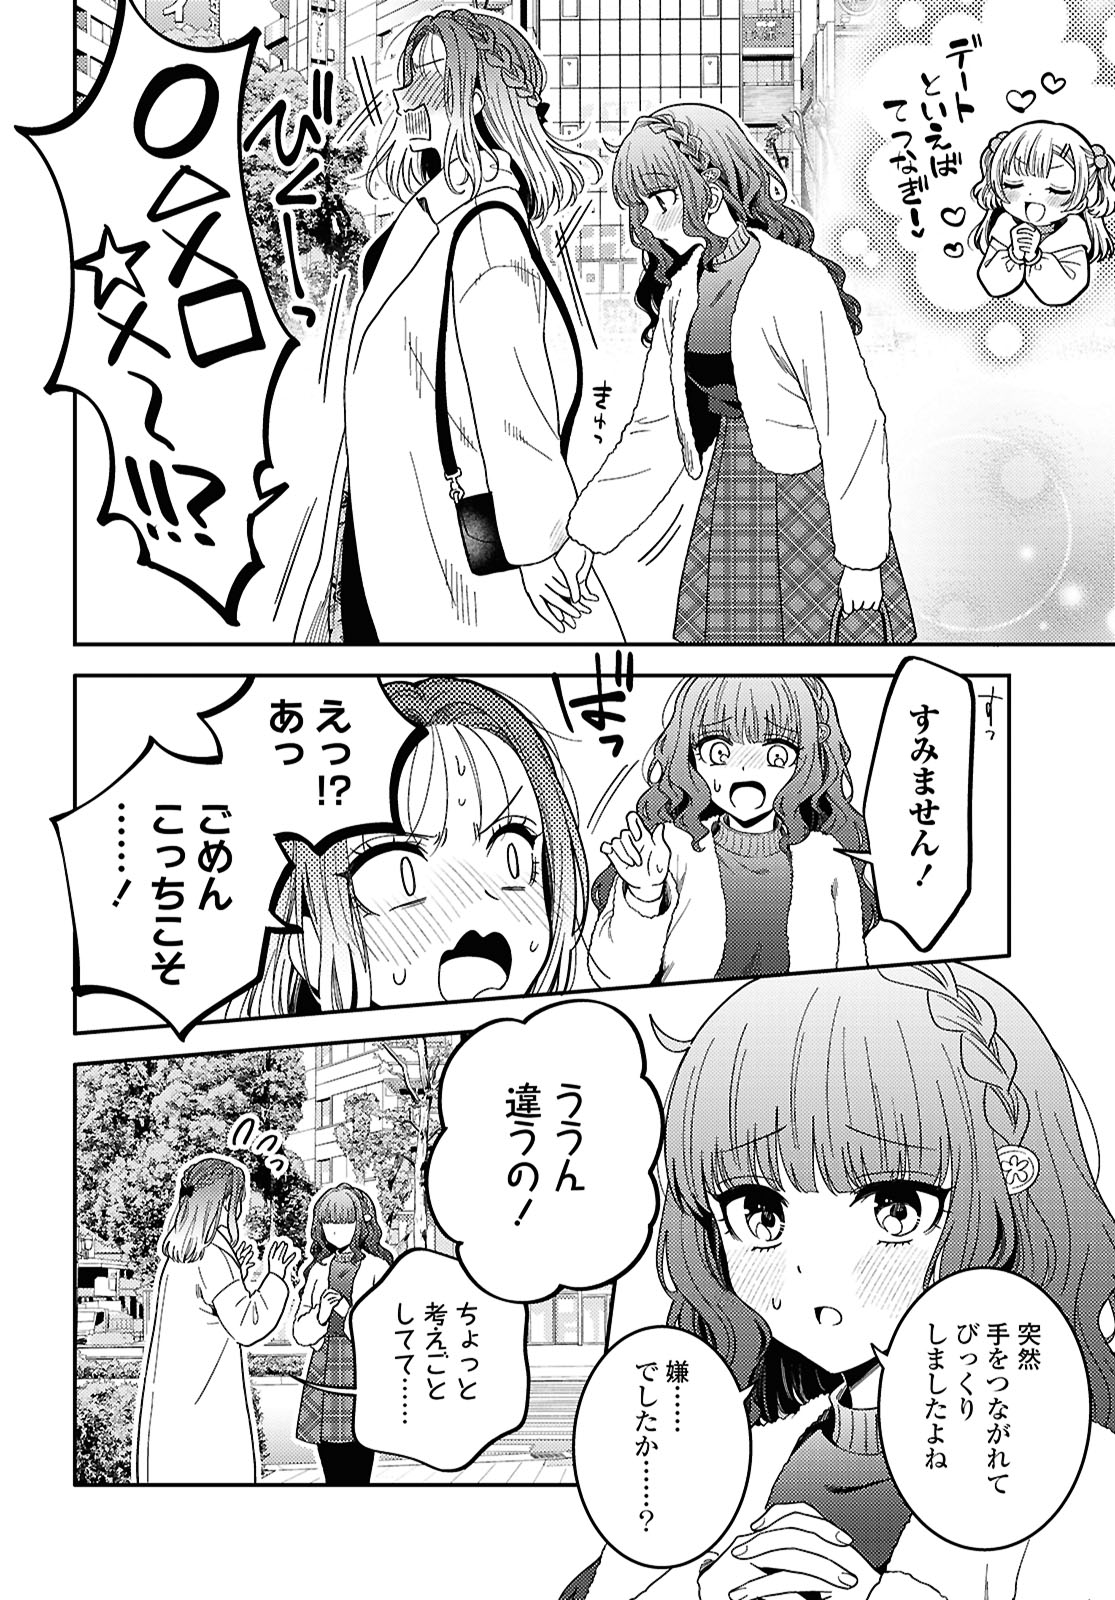 デート
といえば
てつなぎー
きゅっ
びくーっ
〇△☆
×□×〜
!!!?
すっ
すみません！
ばっ
えっ!?
あっ
ごめん
こっちこそ
……！
突然
手をつながれて
びっくり
しましたよね
嫌……
でしたか……？
ううん
違うの！
ちょっと
考えごと
してて……